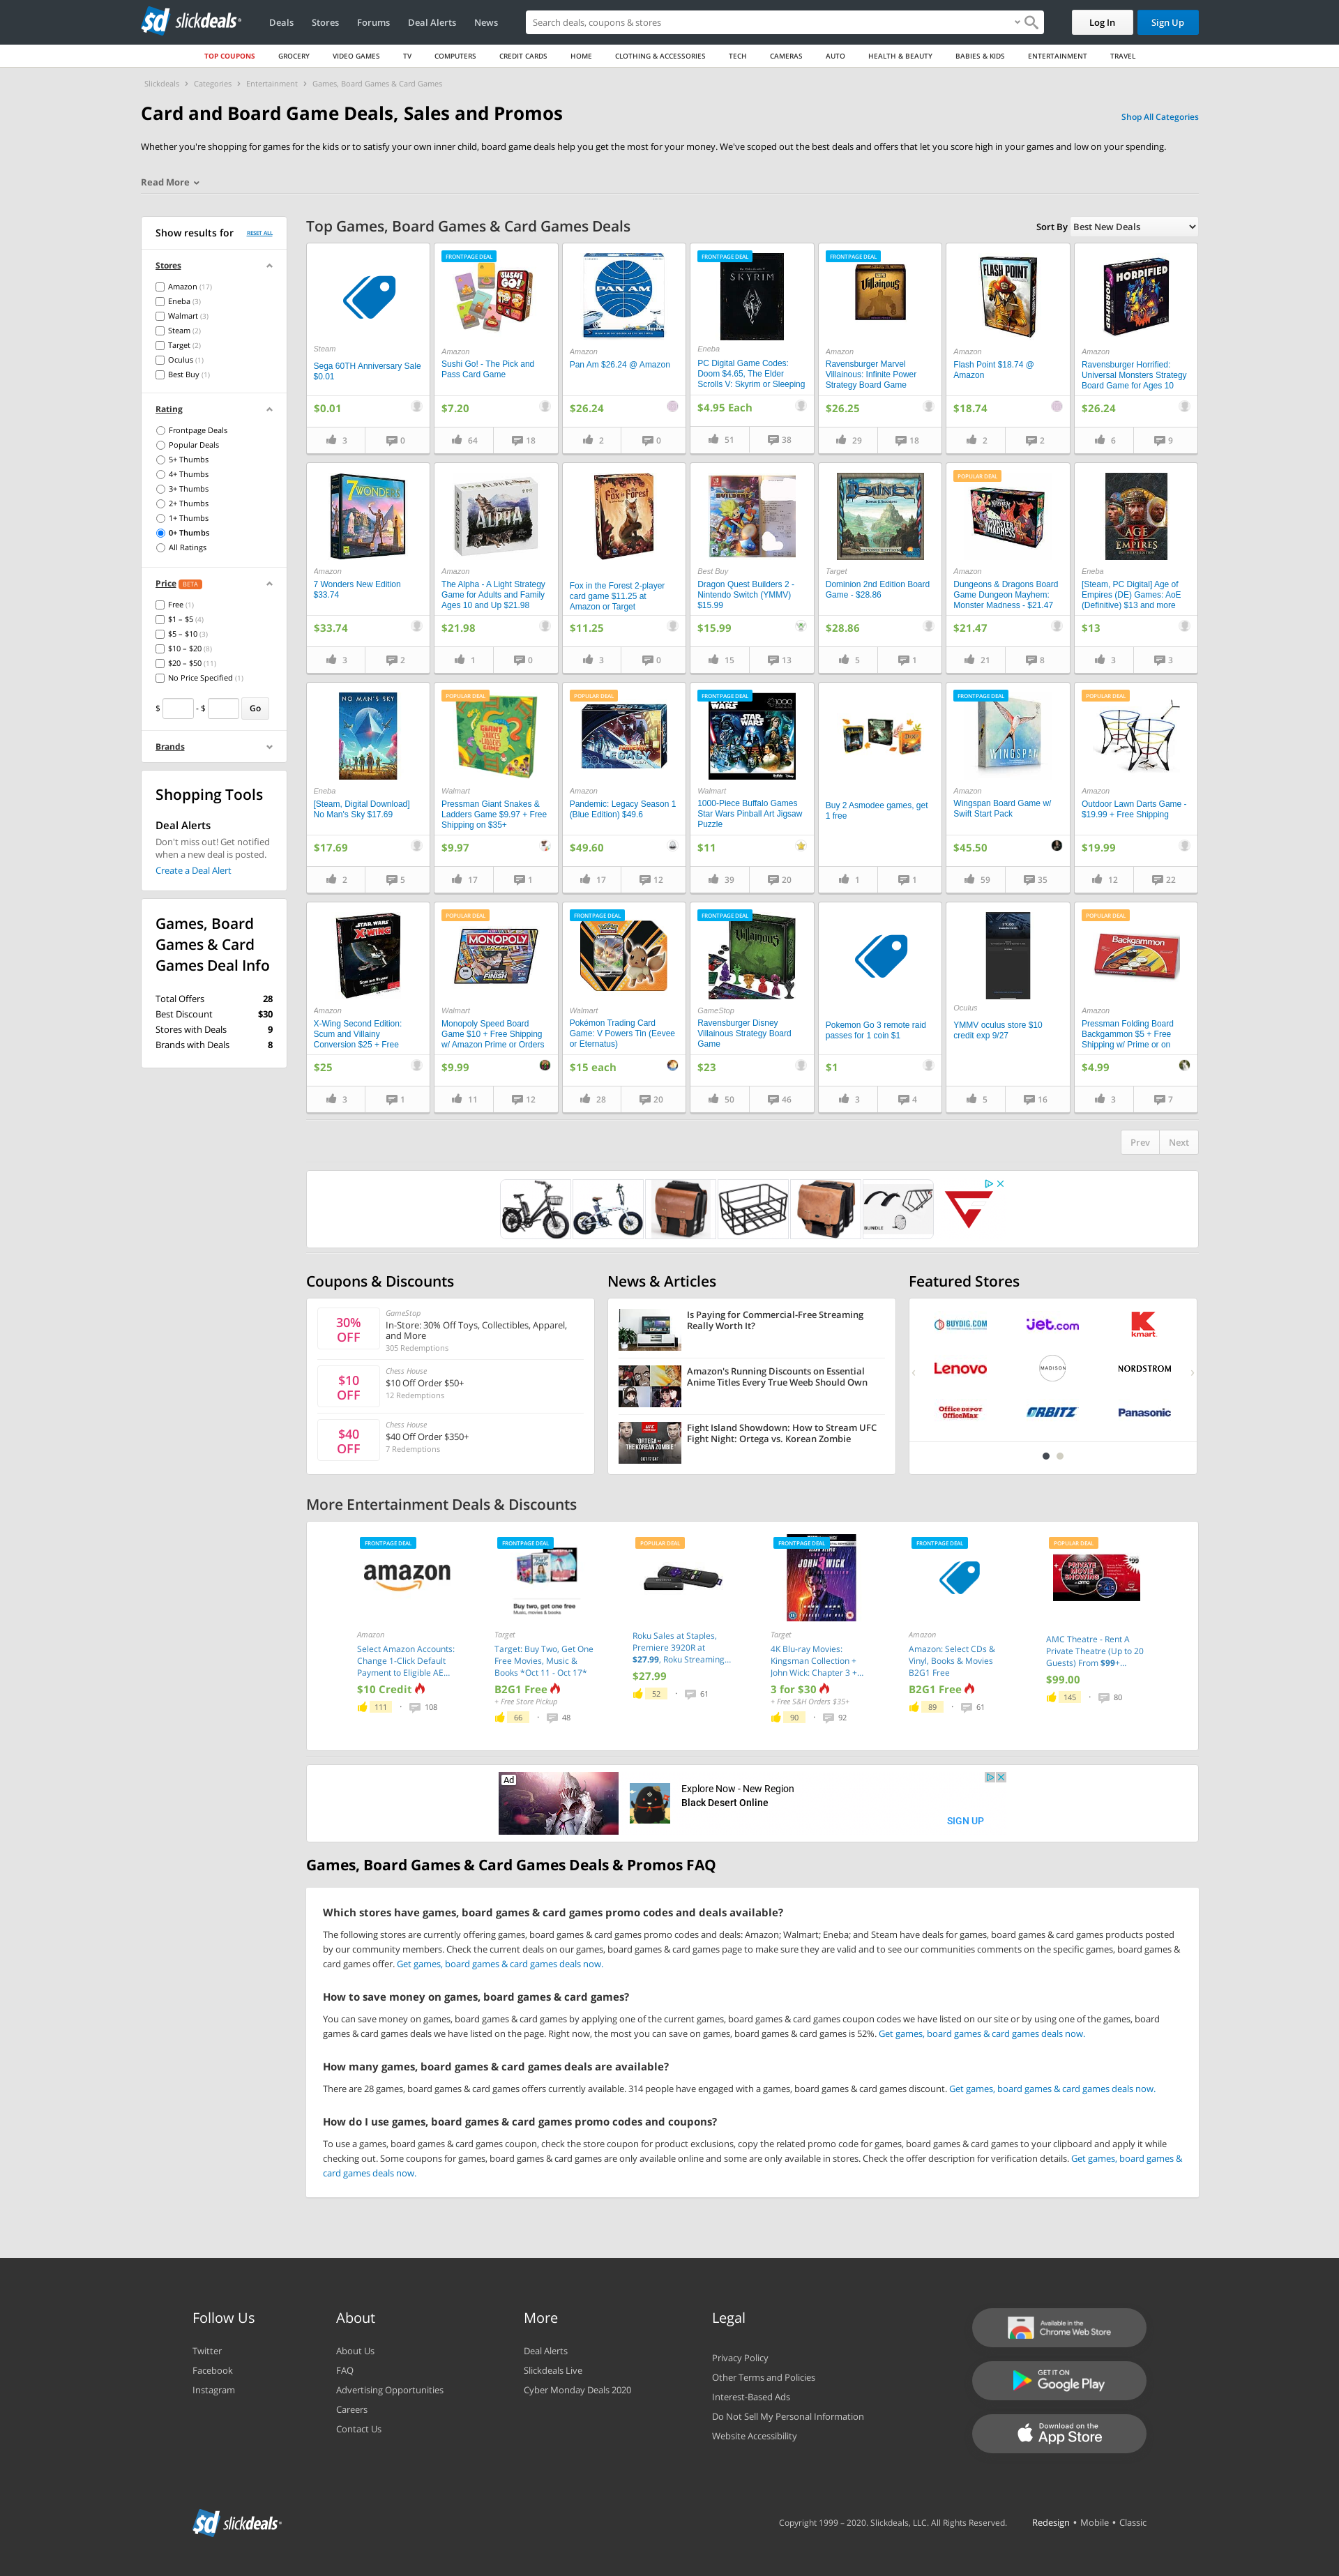 slickdeals
Deals Stores Forums Deal Alerts News
Search deals, coupons & stores
Log In
Sign Up
TOP COUPONS GROCERY VIDEO GAMES TV COMPUTERS CREDIT CARDS HOME CLOTHING & ACCESSORIES TECH CAMERAS AUTO HEALTH & BEAUTY BABIES & KIDS ENTERTAINMENT TRAVEL
Slickdeals › Categories › Entertainment › Games, Board Games & Card Games
Card and Board Game Deals, Sales and Promos
Shop All Categories
Whether you're shopping for games for the kids or to satisfy your own inner child, board game deals help you get the most for your money. We've scoped out the best deals and offers that let you score high in your games and low on your spending.
Read More
Show results for
RESET ALL
Stores
Amazon (17)
Eneba (3)
Walmart (3)
Steam (2)
Target (2)
Oculus (1)
Best Buy (1)
Rating
Frontpage Deals
Popular Deals
5+ Thumbs
4+ Thumbs
3+ Thumbs
2+ Thumbs
1+ Thumbs
0+ Thumbs
All Ratings
Price BETA
Free (1)
$1 – $5 (4)
$5 – $10 (3)
$10 – $20 (8)
$20 – $50 (11)
No Price Specified (1)
$ - $ Go
Brands
Shopping Tools
Deal Alerts
Don't miss out! Get notified
when a new deal is posted.
Create a Deal Alert
Games, Board
Games & Card
Games Deal Info
Total Offers 28
Best Discount $30
Stores with Deals 9
Brands with Deals 8
Top Games, Board Games & Card Games Deals
Sort By Best New Deals
Steam
Sega 60TH Anniversary Sale
$0.01
$0.01
3 0
FRONTPAGE DEAL
SUSHI GO!
Amazon
Sushi Go! - The Pick and
Pass Card Game
$7.20
64 18
PAN AM
Amazon
Pan Am $26.24 @ Amazon
$26.24
2 0
FRONTPAGE DEAL
SKYRIM
Eneba
PC Digital Game Codes:
Doom $4.65, The Elder
Scrolls V: Skyrim or Sleeping
$4.95 Each
51 38
FRONTPAGE DEAL
Villainous
Amazon
Ravensburger Marvel
Villainous: Infinite Power
Strategy Board Game
$26.25
29 18
FLASH POINT
Amazon
Flash Point $18.74 @
Amazon
$18.74
2 2
HORRIFIED
HORRIFIED
Amazon
Ravensburger Horrified:
Universal Monsters Strategy
Board Game for Ages 10
$26.24
6 9
7 WONDERS
Amazon
7 Wonders New Edition
$33.74
$33.74
3 2
ALPHA
Amazon
The Alpha - A Light Strategy
Game for Adults and Family
Ages 10 and Up $21.98
$21.98
1 0
The Fox in the Forest
Fox in the Forest 2-player
card game $11.25 at
Amazon or Target
$11.25
3 0
BUILDERS
Best Buy
Dragon Quest Builders 2 -
Nintendo Switch (YMMV)
$15.99
$15.99
15 13
DOMINION
Target
Dominion 2nd Edition Board
Game - $28.86
$28.86
5 1
POPULAR DEAL
MONSTER MADNESS
Amazon
Dungeons & Dragons Board
Game Dungeon Mayhem:
Monster Madness - $21.47
$21.47
21 8
AGE OF EMPIRES
Eneba
[Steam, PC Digital] Age of
Empires (DE) Games: AoE
(Definitive) $13 and more
$13
3 3
NO MAN'S SKY
Eneba
[Steam, Digital Download]
No Man's Sky $17.69
$17.69
2 5
POPULAR DEAL
GIANT SNAKES LADDERS GAME
Walmart
Pressman Giant Snakes &
Ladders Game $9.97 + Free
Shipping on $35+
$9.97
17 1
POPULAR DEAL
LEGACY
Amazon
Pandemic: Legacy Season 1
(Blue Edition) $49.6
$49.60
17 12
FRONTPAGE DEAL
WARS
STAR WARS
1000
Walmart
1000-Piece Buffalo Games
Star Wars Pinball Art Jigsaw
Puzzle
$11
39 20
Buy 2 Asmodee games, get
1 free
1 1
FRONTPAGE DEAL
WINGSPAN
Amazon
Wingspan Board Game w/
Swift Start Pack
$45.50
59 35
POPULAR DEAL
Amazon
Outdoor Lawn Darts Game -
$19.99 + Free Shipping
$19.99
12 22
STAR WARS
X-WING
Amazon
X-Wing Second Edition:
Scum and Villainy
Conversion $25 + Free
$25
3 1
POPULAR DEAL
MONOPOLY
SPEED
FINISH
Walmart
Monopoly Speed Board
Game $10 + Free Shipping
w/ Amazon Prime or Orders
$9.99
11 12
FRONTPAGE DEAL
Walmart
Pokémon Trading Card
Game: V Powers Tin (Eevee
or Eternatus)
$15 each
28 20
FRONTPAGE DEAL
Villainous
GameStop
Ravensburger Disney
Villainous Strategy Board
Game
$23
50 46
Pokemon Go 3 remote raid
passes for 1 coin $1
$1
3 4
Oculus
YMMV oculus store $10
credit exp 9/27
5 16
POPULAR DEAL
Backgammon
Amazon
Pressman Folding Board
Backgammon $5 + Free
Shipping w/ Prime or on
$4.99
3 7
Prev Next
BUNDLE
Coupons & Discounts
30%
OFF
GameStop
In-Store: 30% Off Toys, Collectibles, Apparel,
and More
305 Redemptions
$10
OFF
Chess House
$10 Off Order $50+
12 Redemptions
$40
OFF
Chess House
$40 Off Order $350+
7 Redemptions
News & Articles
Is Paying for Commercial-Free Streaming
Really Worth It?
Amazon's Running Discounts on Essential
Anime Titles Every True Weeb Should Own
ORTEGA
THE KOREAN ZOMBIE
Fight Island Showdown: How to Stream UFC
Fight Night: Ortega vs. Korean Zombie
Featured Stores
BUYDIG.COM
jet.com
kmart
Lenovo
MADISON
NORDSTROM
Office DEPOT
OfficeMax
ORBITZ
Panasonic
More Entertainment Deals & Discounts
FRONTPAGE DEAL
amazon
Amazon
Select Amazon Accounts:
Change 1-Click Default
Payment to Eligible AE...
$10 Credit
111 · 108
FRONTPAGE DEAL
Buy two, get one free
Music, movies & books
Target
Target: Buy Two, Get One
Free Movies, Music &
Books *Oct 11 - Oct 17*
B2G1 Free
+ Free Store Pickup
66 · 48
POPULAR DEAL
Roku Sales at Staples,
Premiere 3920R at
$27.99, Roku Streaming...
$27.99
52 · 61
FRONTPAGE DEAL
JOHN WICK
3
Target
4K Blu-ray Movies:
Kingsman Collection +
John Wick: Chapter 3 +...
3 for $30
+ Free S&H Orders $35+
90 · 92
FRONTPAGE DEAL
Amazon
Amazon: Select CDs &
Vinyl, Books & Movies
B2G1 Free
B2G1 Free
89 · 61
POPULAR DEAL
PRIVATE
MOVIE
SHOWING
$99
AMC Theatre - Rent A
Private Theatre (Up to 20
Guests) From $99+...
$99.00
145 · 80
Ad
Explore Now - New Region
Black Desert Online
SIGN UP
Games, Board Games & Card Games Deals & Promos FAQ
Which stores have games, board games & card games promo codes and deals available?
The following stores are currently offering games, board games & card games promo codes and deals: Amazon; Walmart; Eneba; and Steam have deals for games, board games & card games products posted
by our community members. Check the current deals on our games, board games & card games page to make sure they are valid and to see our communities comments on the specific games, board games &
card games offer. Get games, board games & card games deals now.
How to save money on games, board games & card games?
You can save money on games, board games & card games by applying one of the current games, board games & card games coupon codes we have listed on our site or by using one of the games, board
games & card games deals we have listed on the page. Right now, the most you can save on games, board games & card games is 52%. Get games, board games & card games deals now.
How many games, board games & card games deals are available?
There are 28 games, board games & card games offers currently available. 314 people have engaged with a games, board games & card games discount. Get games, board games & card games deals now.
How do I use games, board games & card games promo codes and coupons?
To use a games, board games & card games coupon, check the store coupon for product exclusions, copy the related promo code for games, board games & card games to your clipboard and apply it while
checking out. Some coupons for games, board games & card games are only available online and some are only available in stores. Check the offer description for verification details. Get games, board games &
card games deals now.
Follow Us
Twitter
Facebook
Instagram
About
About Us
FAQ
Advertising Opportunities
Careers
Contact Us
More
Deal Alerts
Slickdeals Live
Cyber Monday Deals 2020
Legal
Privacy Policy
Other Terms and Policies
Interest-Based Ads
Do Not Sell My Personal Information
Website Accessibility
Available in the
Chrome Web Store
GET IT ON
Google Play
Download on the
App Store
slickdeals
Copyright 1999 – 2020. Slickdeals, LLC. All Rights Reserved.
Redesign • Mobile • Classic